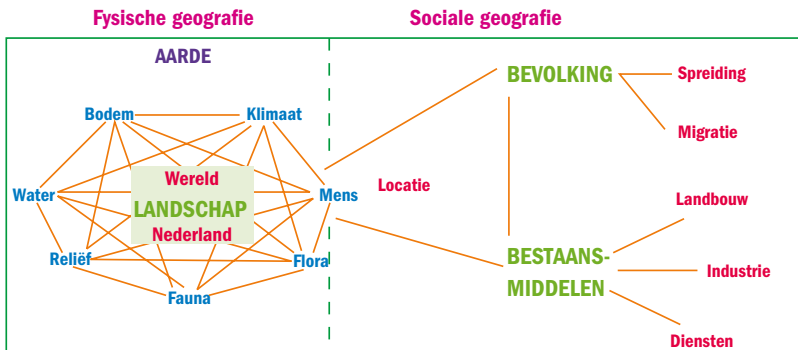 Fysische geografie
Sociale geografie
AARDE
Bodem
Klimaat
Water
Wereld
LANDSCHAP
Nederland
Mens
Reliëf
Flora
Fauna
Locatie
BEVOLKING
Spreiding
Migratie
BESTAANS-
MIDDELEN
Landbouw
Industrie
Diensten